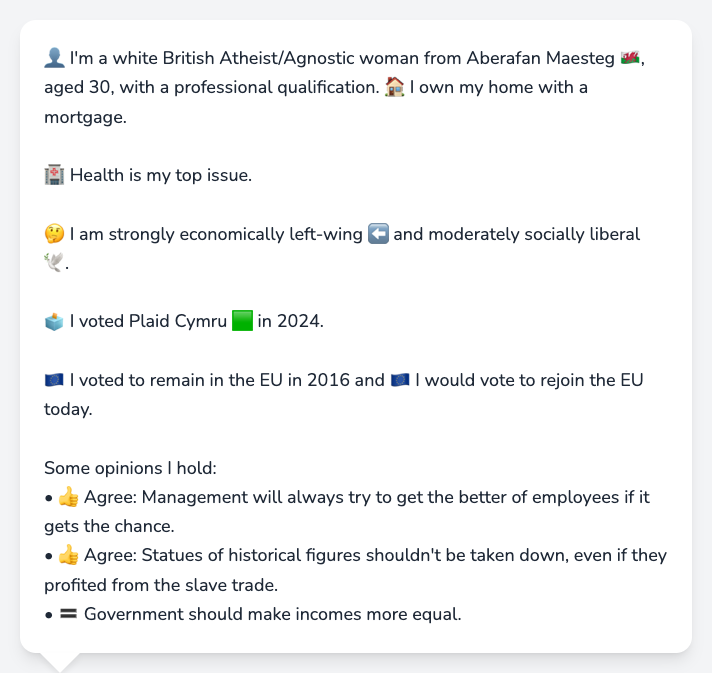 👤 I'm a white British Atheist/Agnostic woman from Aberafan Maesteg 🏴󠁧󠁢󠁷󠁬󠁳󠁿,
aged 30, with a professional qualification. 🏠 I own my home with a
mortgage.
🏥 Health is my top issue.
🤔 I am strongly economically left-wing ⬅️ and moderately socially liberal
🕊️.
🗳️ I voted Plaid Cymru 🟩 in 2024.
🇪🇺 I voted to remain in the EU in 2016 and 🇪🇺 I would vote to rejoin the EU
today.
Some opinions I hold:
• 👍 Agree: Management will always try to get the better of employees if it
gets the chance.
• 👍 Agree: Statues of historical figures shouldn't be taken down, even if they
profited from the slave trade.
• 🟰 Government should make incomes more equal.